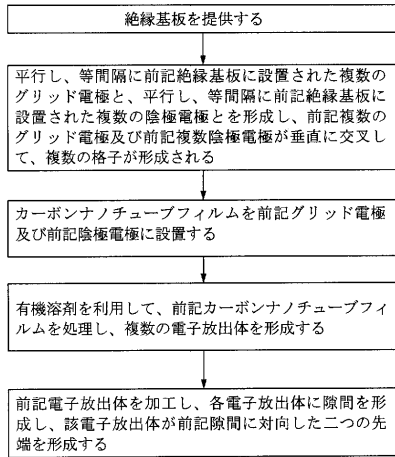 絶縁基板を提供する
平行し、等間隔に前記絶縁基板に設置された複数の
グリッド電極と、平行し、等間隔に前記絶縁基板に
設置された複数の陰極電極とを形成し、前記複数の
グリッド電極及び前記複数陰極電極が垂直に交叉し
て、複数の格子が形成される
カーボンナノチューブフィルムを前記グリッド電極
及び前記陰極電極に設置する
有機溶剤を利用して、前記カーボンナノチューブフィ
ルムを処理し、複数の電子放出体を形成する
前記電子放出体を加工し、各電子放出体に隙間を形
成し、該電子放出体が前記隙間に対向した二つの先
端を形成する